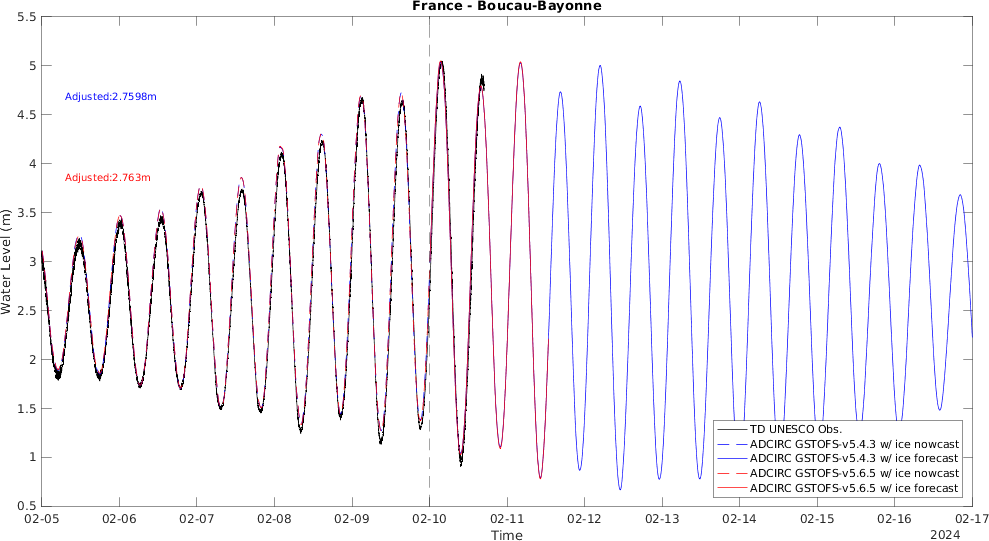 France - Boucau-Bayonne
5.5
5
4.5
4
3.5
3
2.5
2
1.5
1
0.5
Water Level (m)
Adjusted:2.7598m
Adjusted:2.763m
TD UNESCO Obs.
ADCIRC GSTOFS-v5.4.3 w/ ice nowcast
ADCIRC GSTOFS-v5.4.3 w/ ice forecast
ADCIRC GSTOFS-v5.6.5 w/ ice nowcast
ADCIRC GSTOFS-v5.6.5 w/ ice forecast
02-05 02-06 02-07 02-08 02-09 02-10 02-11 02-12 02-13 02-14 02-15 02-16 02-17
Time
2024